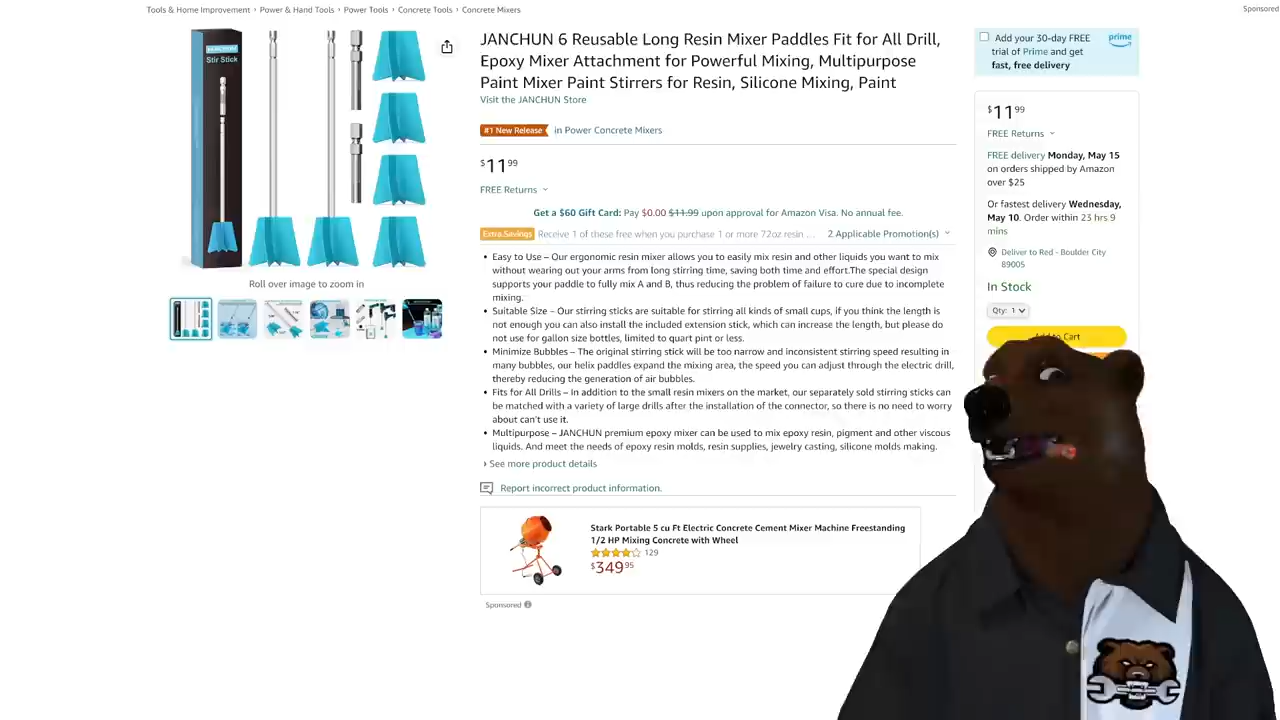 Tools & Home Improvement › Power & Hand Tools › Power Tools › Concrete Tools › Concrete Mixers
Sponsored
JANCHUN
Stir Stick
Roll over image to zoom in
JANCHUN 6 Reusable Long Resin Mixer Paddles Fit for All Drill,
Epoxy Mixer Attachment for Powerful Mixing, Multipurpose
Paint Mixer Paint Stirrers for Resin, Silicone Mixing, Paint
Visit the JANCHUN Store
#1 New Release in Power Concrete Mixers
$11 99
FREE Returns
Get a $60 Gift Card: Pay $0.00 $11.99 upon approval for Amazon Visa. No annual fee.
Extra Savings Receive 1 of these free when you purchase 1 or more 72oz resin ... 2 Applicable Promotion(s)
• Easy to Use – Our ergonomic resin mixer allows you to easily mix resin and other liquids you want to mix
without wearing out your arms from long stirring time, saving both time and effort.The special design
supports your paddle to fully mix A and B, thus reducing the problem of failure to cure due to incomplete
mixing.
• Suitable Size – Our stirring sticks are suitable for stirring all kinds of small cups, if you think the length is
not enough you can also install the included extension stick, which can increase the length, but please do
not use for gallon size bottles, limited to quart pint or less.
• Minimize Bubbles – The original stirring stick will be too narrow and inconsistent stirring speed resulting in
many bubbles, our helix paddles expand the mixing area, the speed you can adjust through the electric drill,
thereby reducing the generation of air bubbles.
• Fits for All Drills – In addition to the small resin mixers on the market, our separately sold stirring sticks can
be matched with a variety of large drills after the installation of the connector, so there is no need to worry
about can't use it.
• Multipurpose – JANCHUN premium epoxy mixer can be used to mix epoxy resin, pigment and other viscous
liquids. And meet the needs of epoxy resin molds, resin supplies, jewelry casting, silicone molds making.
› See more product details
Report incorrect product information.
Stark Portable 5 cu Ft Electric Concrete Cement Mixer Machine Freestanding
1/2 HP Mixing Concrete with Wheel
129
$349 95
Sponsored
Add your 30-day FREE
trial of Prime and get
fast, free delivery
prime
$11 99
FREE Returns
FREE delivery Monday, May 15
on orders shipped by Amazon
over $25
Or fastest delivery Wednesday,
May 10. Order within 23 hrs 9
mins
Deliver to Red - Boulder City
89005
In Stock
Qty: 1
Add to Cart